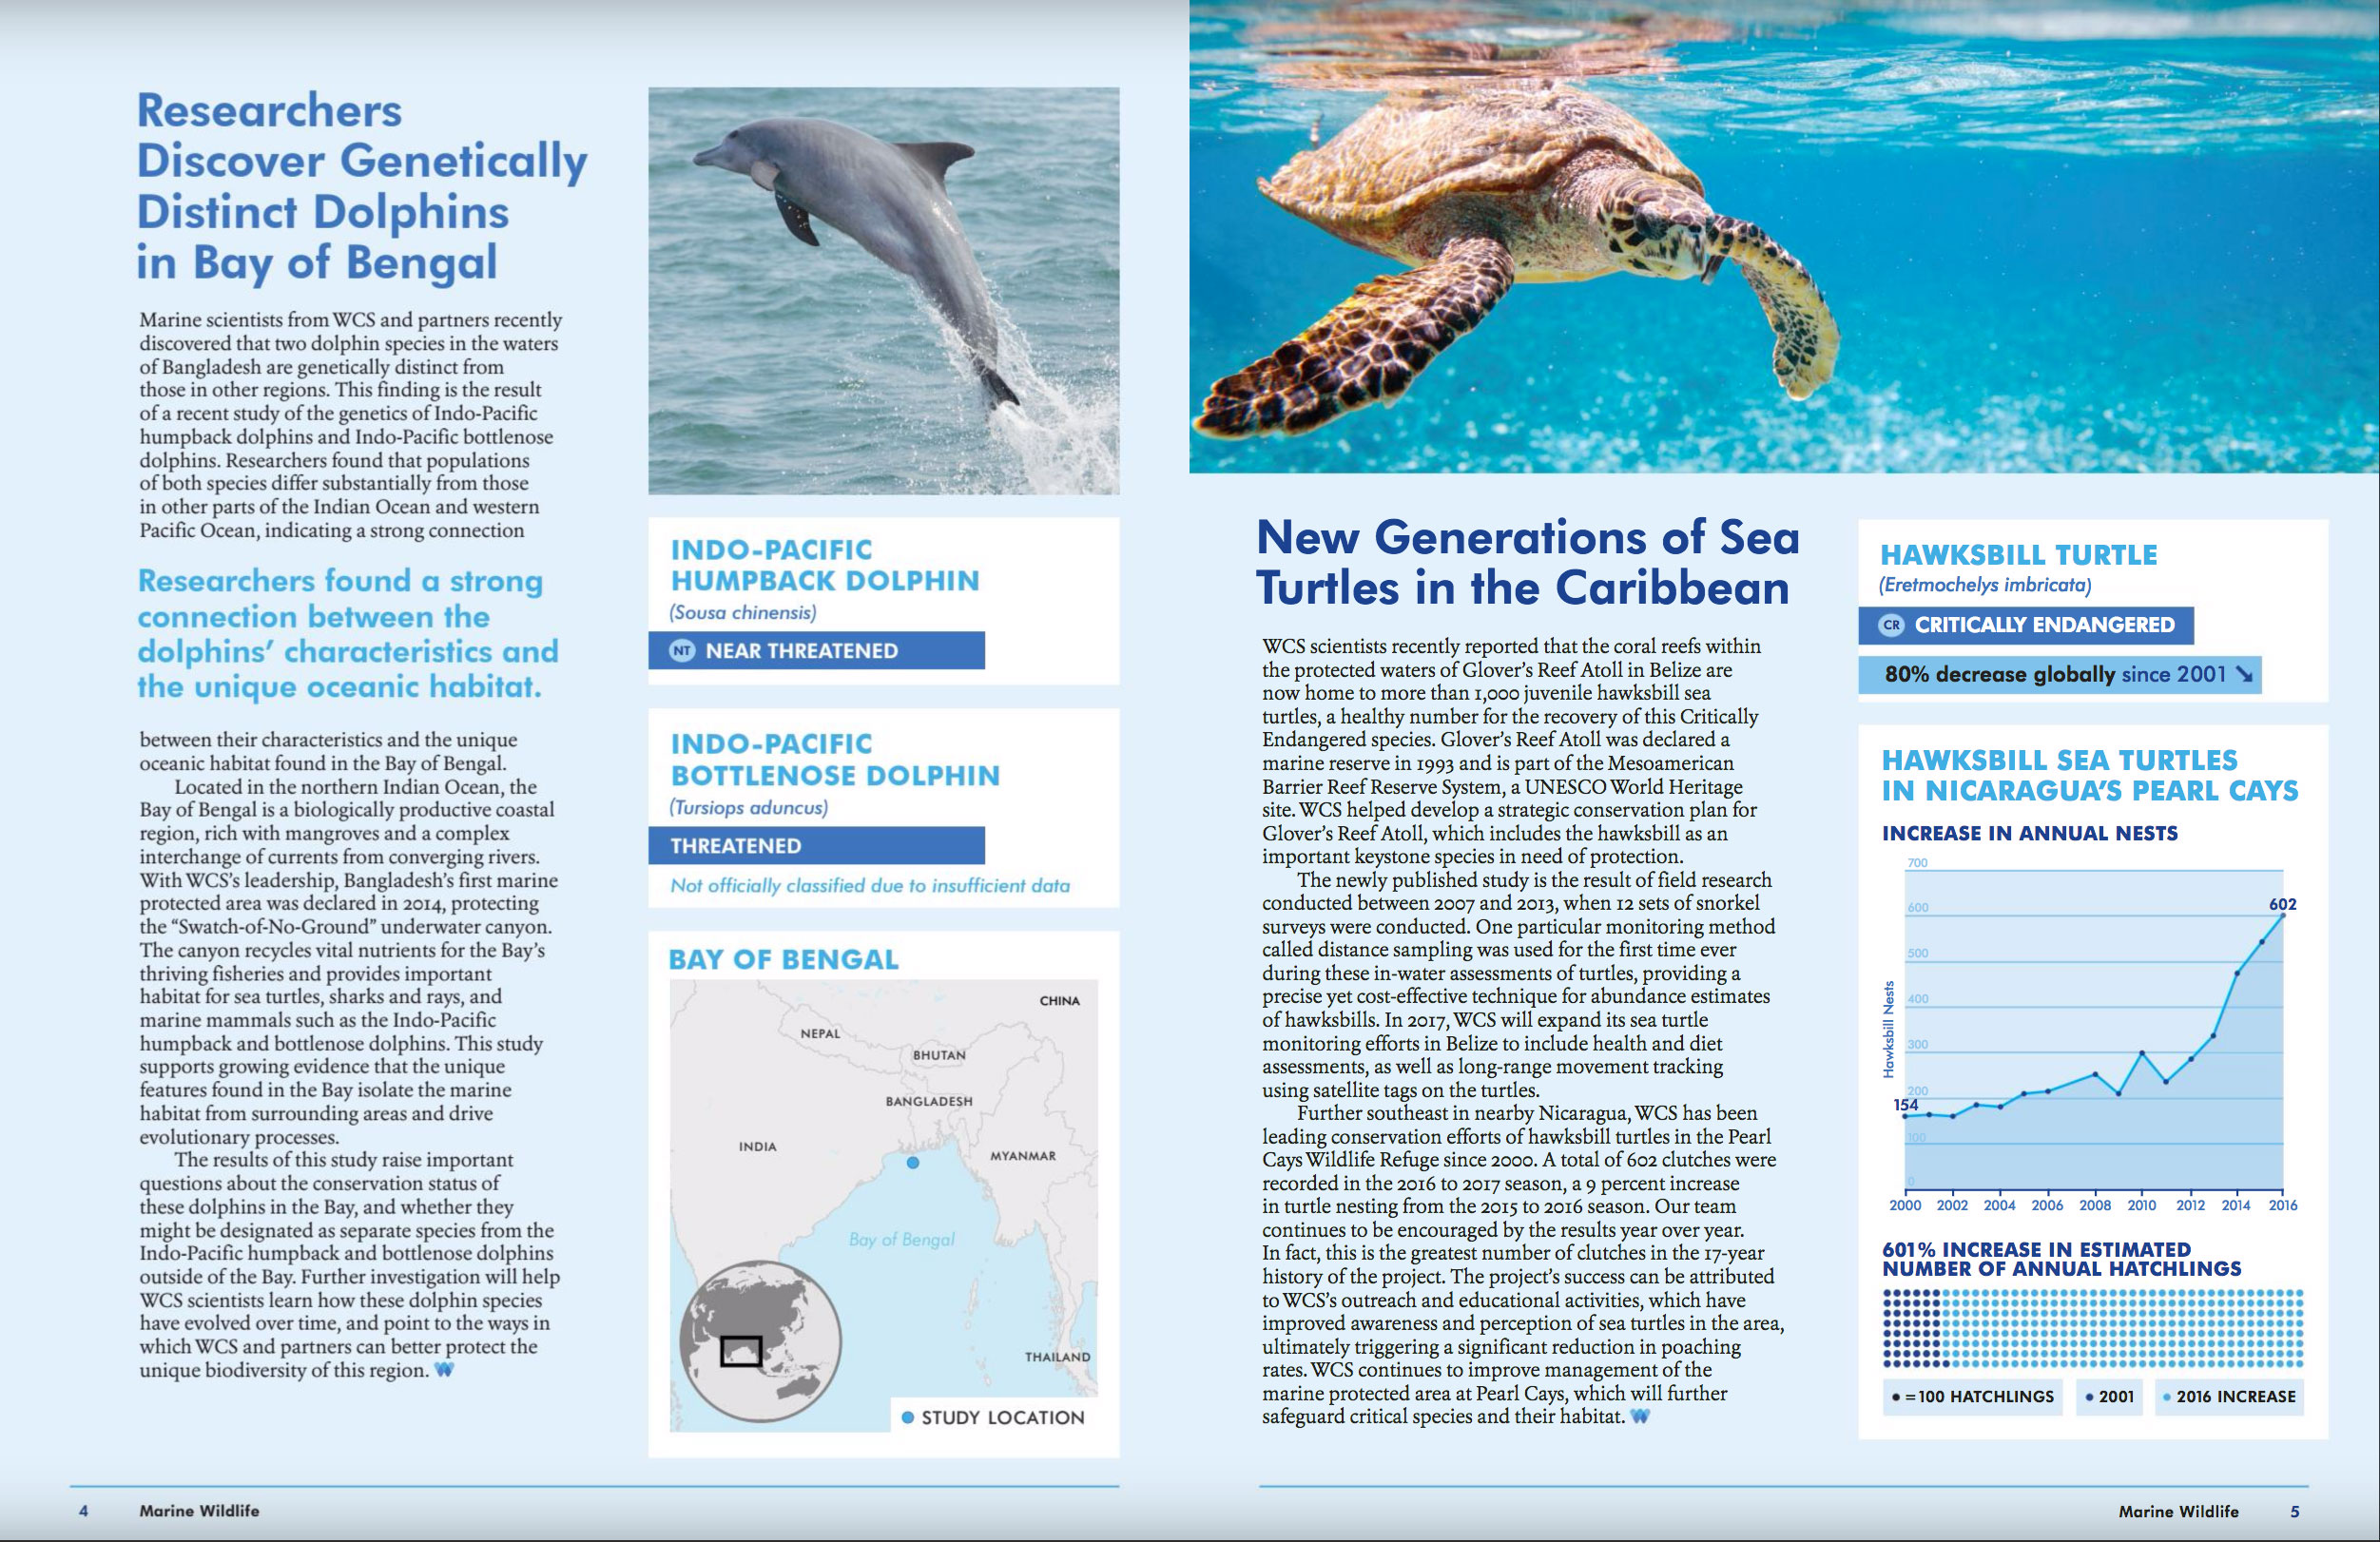 Researchers
Discover Genetically
Distinct Dolphins
in Bay of Bengal
Marine scientists from WCS and partners recently
discovered that two dolphin species in the waters
of Bangladesh are genetically distinct from
those in other regions. This finding is the result
of a recent study of the genetics of Indo-Pacific
humpback dolphins and Indo-Pacific bottlenose
dolphins. Researchers found that populations
of both species differ substantially from those
in other parts of the Indian Ocean and western
Pacific Ocean, indicating a strong connection
Researchers found a strong
connection between the
dolphins’ characteristics and
the unique oceanic habitat.
between their characteristics and the unique
oceanic habitat found in the Bay of Bengal.
Located in the northern Indian Ocean, the
Bay of Bengal is a biologically productive coastal
region, rich with mangroves and a complex
interchange of currents from converging rivers.
With WCS’s leadership, Bangladesh’s first marine
protected area was declared in 2014, protecting
the “Swatch-of-No-Ground” underwater canyon.
The canyon recycles vital nutrients for the Bay’s
thriving fisheries and provides important
habitat for sea turtles, sharks and rays, and
marine mammals such as the Indo-Pacific
humpback and bottlenose dolphins. This study
supports growing evidence that the unique
features found in the Bay isolate the marine
habitat from surrounding areas and drive
evolutionary processes.
The results of this study raise important
questions about the conservation status of
these dolphins in the Bay, and whether they
might be designated as separate species from the
Indo-Pacific humpback and bottlenose dolphins
outside of the Bay. Further investigation will help
WCS scientists learn how these dolphin species
have evolved over time, and point to the ways in
which WCS and partners can better protect the
unique biodiversity of this region. W
INDO-PACIFIC
HUMPBACK DOLPHIN
(Sousa chinensis)
NT NEAR THREATENED
INDO-PACIFIC
BOTTLENOSE DOLPHIN
(Tursiops aduncus)
THREATENED
Not officially classified due to insufficient data
BAY OF BENGAL
CHINA
NEPAL
BHUTAN
BANGLADESH
INDIA
MYANMAR
Bay of Bengal
THAILAND
STUDY LOCATION
4 Marine Wildlife
New Generations of Sea
Turtles in the Caribbean
WCS scientists recently reported that the coral reefs within
the protected waters of Glover’s Reef Atoll in Belize are
now home to more than 1,000 juvenile hawksbill sea
turtles, a healthy number for the recovery of this Critically
Endangered species. Glover’s Reef Atoll was declared a
marine reserve in 1993 and is part of the Mesoamerican
Barrier Reef Reserve System, a UNESCO World Heritage
site. WCS helped develop a strategic conservation plan for
Glover’s Reef Atoll, which includes the hawksbill as an
important keystone species in need of protection.
The newly published study is the result of field research
conducted between 2007 and 2013, when 12 sets of snorkel
surveys were conducted. One particular monitoring method
called distance sampling was used for the first time ever
during these in-water assessments of turtles, providing a
precise yet cost-effective technique for abundance estimates
of hawksbills. In 2017, WCS will expand its sea turtle
monitoring efforts in Belize to include health and diet
assessments, as well as long-range movement tracking
using satellite tags on the turtles.
Further southeast in nearby Nicaragua, WCS has been
leading conservation efforts of hawksbill turtles in the Pearl
Cays Wildlife Refuge since 2000. A total of 602 clutches were
recorded in the 2016 to 2017 season, a 9 percent increase
in turtle nesting from the 2015 to 2016 season. Our team
continues to be encouraged by the results year over year.
In fact, this is the greatest number of clutches in the 17-year
history of the project. The project’s success can be attributed
to WCS’s outreach and educational activities, which have
improved awareness and perception of sea turtles in the area,
ultimately triggering a significant reduction in poaching
rates. WCS continues to improve management of the
marine protected area at Pearl Cays, which will further
safeguard critical species and their habitat. W
HAWKSBILL TURTLE
(Eretmochelys imbricata)
CR CRITICALLY ENDANGERED
80% decrease globally since 2001
HAWKSBILL SEA TURTLES
IN NICARAGUA’S PEARL CAYS
INCREASE IN ANNUAL NESTS
Hawksbill Nests
700
600
500
400
300
200
100
0
154
602
2000 2002 2004 2006 2008 2010 2012 2014 2016
601% INCREASE IN ESTIMATED
NUMBER OF ANNUAL HATCHLINGS
= 100 HATCHLINGS 2001 2016 INCREASE
Marine Wildlife 5